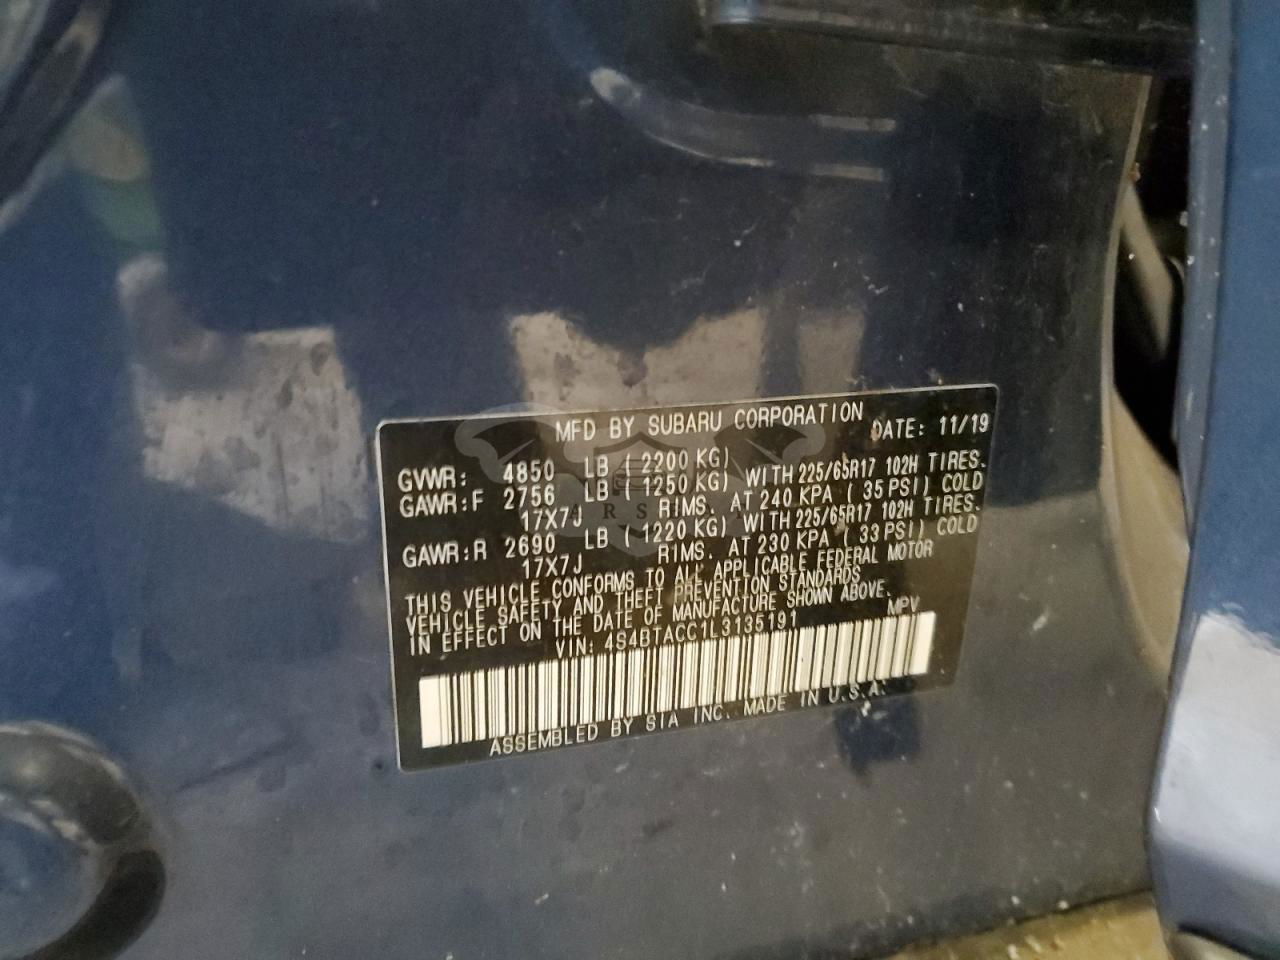 MFD BY SUBARU CORPORATION DATE: 11/19
GVWR: 4850 LB ( 2200 KG)
GAWR:F 2756 LB ( 1250 KG) WITH 225/65R17 102H TIRES.
17X7J RIMS. AT 240 KPA ( 35 PSI) COLD
GAWR:R 2690 LB ( 1220 KG) WITH 225/65R17 102H TIRES.
17X7J RIMS. AT 230 KPA ( 33 PSI) COLD
THIS VEHICLE CONFORMS TO ALL APPLICABLE FEDERAL MOTOR
VEHICLE SAFETY AND THEFT PREVENTION STANDARDS
IN EFFECT ON THE DATE OF MANUFACTURE SHOWN ABOVE.
VIN: 4S4BTACC1L3135191 MPV
ASSEMBLED BY SIA INC. MADE IN U.S.A.